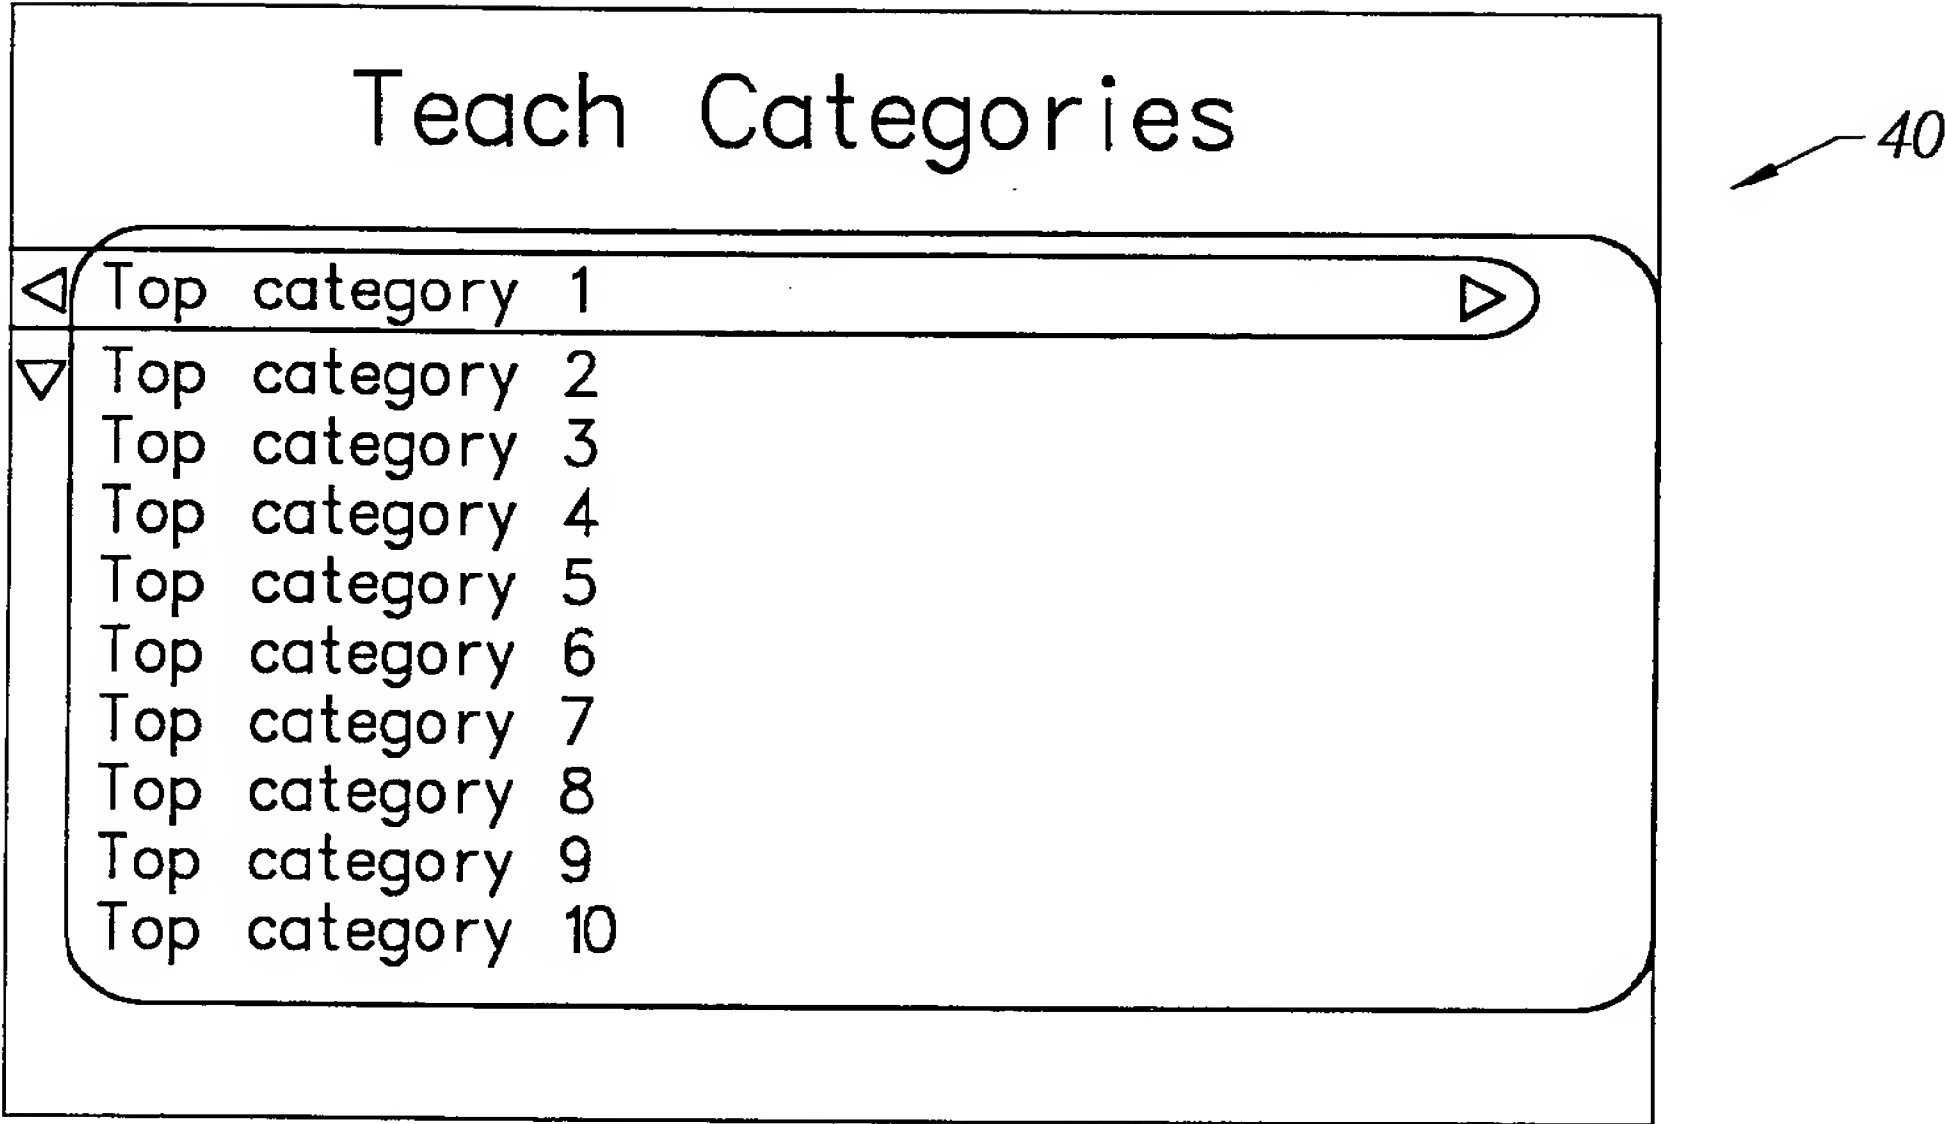 Teach Categories
40
Top category 1
Top category 2
Top category 3
Top category 4
Top category 5
Top category 6
Top category 7
Top category 8
Top category 9
Top category 10